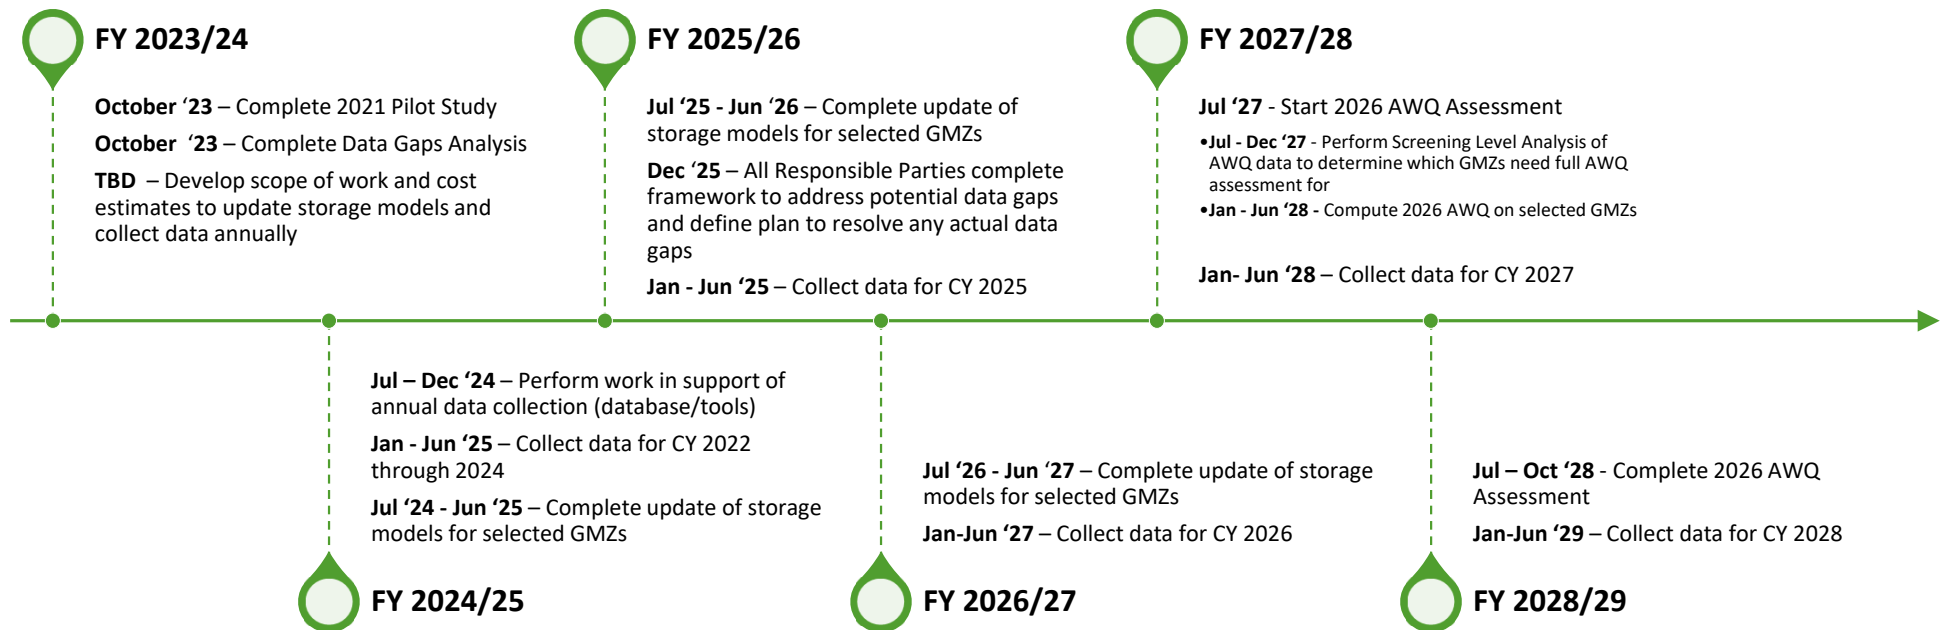 FY 2023/24
October ‘23 – Complete 2021 Pilot Study
October ‘23 – Complete Data Gaps Analysis
TBD – Develop scope of work and cost
estimates to update storage models and
collect data annually
Jul – Dec ‘24 – Perform work in support of
annual data collection (database/tools)
Jan - Jun ‘25 – Collect data for CY 2022
through 2024
Jul ‘24 - Jun ‘25 – Complete update of storage
models for selected GMZs
FY 2024/25
FY 2025/26
Jul ‘25 - Jun ‘26 – Complete update of
storage models for selected GMZs
Dec ‘25 – All Responsible Parties complete
framework to address potential data gaps
and define plan to resolve any actual data
gaps
Jan - Jun ‘25 – Collect data for CY 2025
Jul ‘26 - Jun ‘27 – Complete update of storage
models for selected GMZs
Jan-Jun ‘27 – Collect data for CY 2026
FY 2026/27
FY 2027/28
Jul ‘27 - Start 2026 AWQ Assessment
•Jul - Dec ‘27 - Perform Screening Level Analysis of
AWQ data to determine which GMZs need full AWQ
assessment for
•Jan - Jun ‘28 - Compute 2026 AWQ on selected GMZs
Jan- Jun ‘28 – Collect data for CY 2027
Jul – Oct ‘28 - Complete 2026 AWQ
Assessment
Jan-Jun ‘29 – Collect data for CY 2028
FY 2028/29